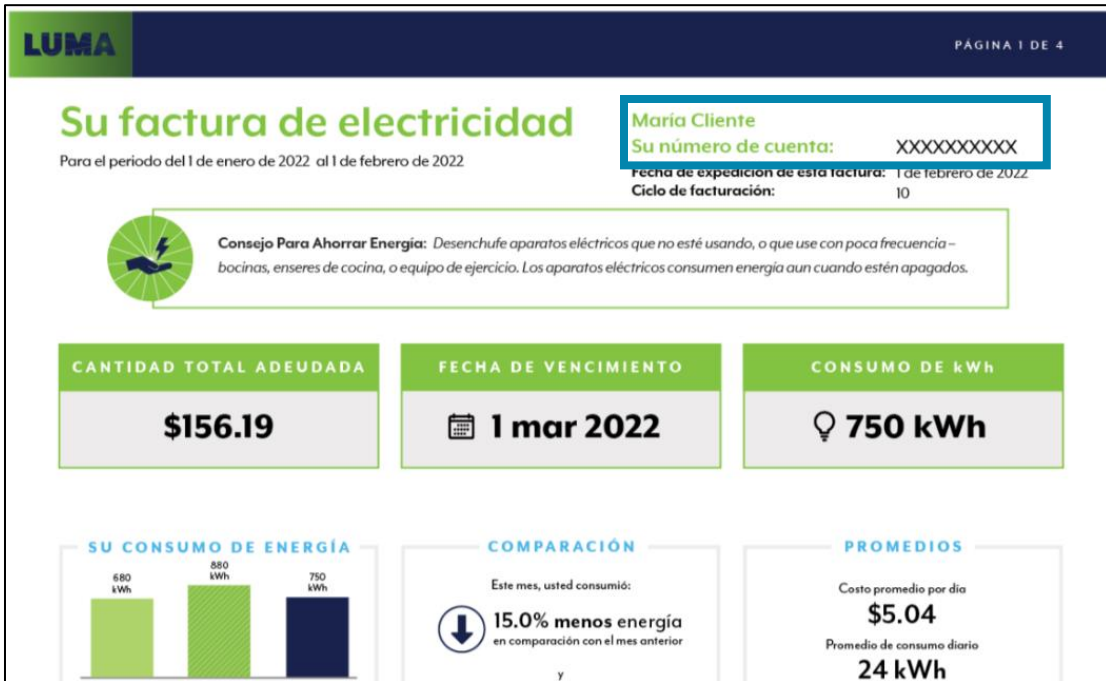 LUMA
PÁGINA 1 DE 4
Su factura de electricidad
Para el periodo del 1 de enero de 2022 al 1 de febrero de 2022
María Cliente
Su número de cuenta: XXXXXXXXXX
Fecha de expedición de esta factura: 1 de febrero de 2022
Ciclo de facturación: 10
Consejo Para Ahorrar Energía: Desenchufe aparatos eléctricos que no esté usando, o que use con poca frecuencia –
bocinas, enseres de cocina, o equipo de ejercicio. Los aparatos eléctricos consumen energía aun cuando estén apagados.
CANTIDAD TOTAL ADEUDADA
$156.19
FECHA DE VENCIMIENTO
1 mar 2022
CONSUMO DE kWh
750 kWh
SU CONSUMO DE ENERGÍA
680
kWh
880
kWh
750
kWh
COMPARACIÓN
Este mes, usted consumió:
15.0% menos energía
en comparación con el mes anterior
y
PROMEDIOS
Costo promedio por día
$5.04
Promedio de consumo diario
24 kWh